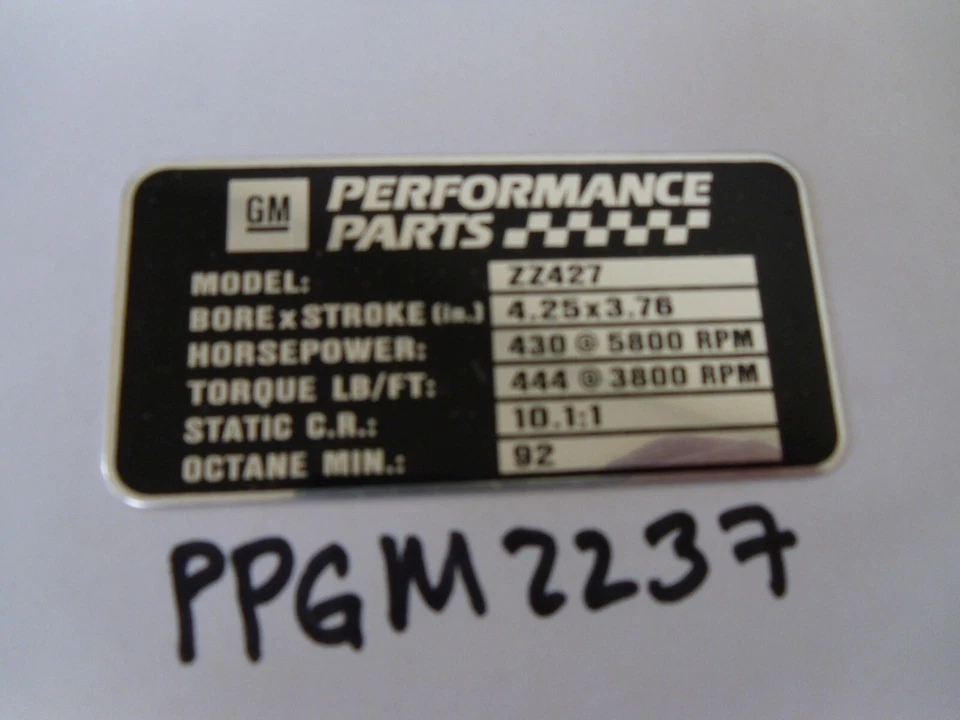 GM PERFORMANCE
PARTS
MODEL: ZZ427
BORE x STROKE (in.) 4.25x3.76
HORSEPOWER: 430 @ 5800 RPM
TORQUE LB/FT: 444 @ 3800 RPM
STATIC C.R.: 10.1:1
OCTANE MIN.: 92
PPGM2237